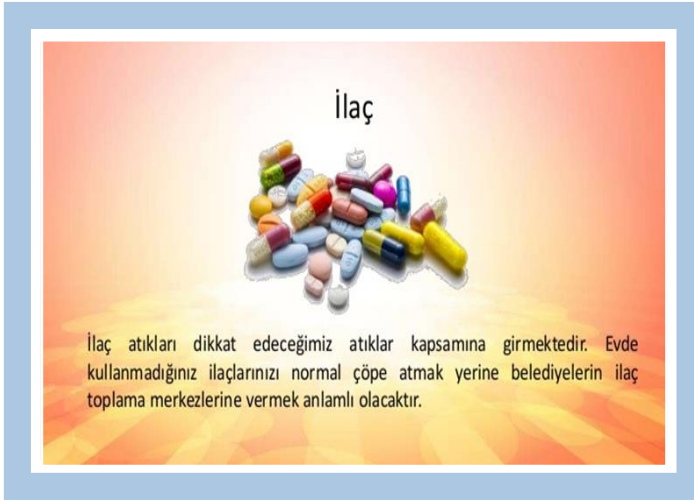 İlaç
İlaç atıkları dikkat edeceğimiz atıklar kapsamına girmektedir. Evde
kullanmadığınız ilaçlarınızı normal çöpe atmak yerine belediyelerin ilaç
toplama merkezlerine vermek anlamlı olacaktır.